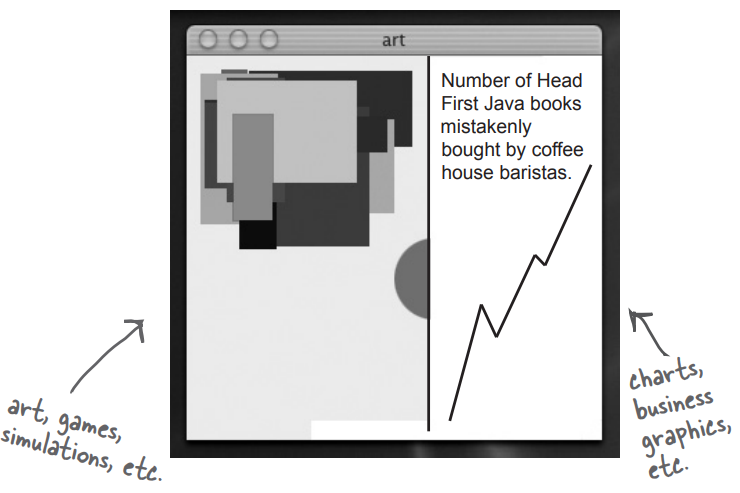 art
Number of Head
First Java books
mistakenly
bought by coffee
house baristas.
art, games,
simulations, etc.
charts,
business
graphics,
etc.